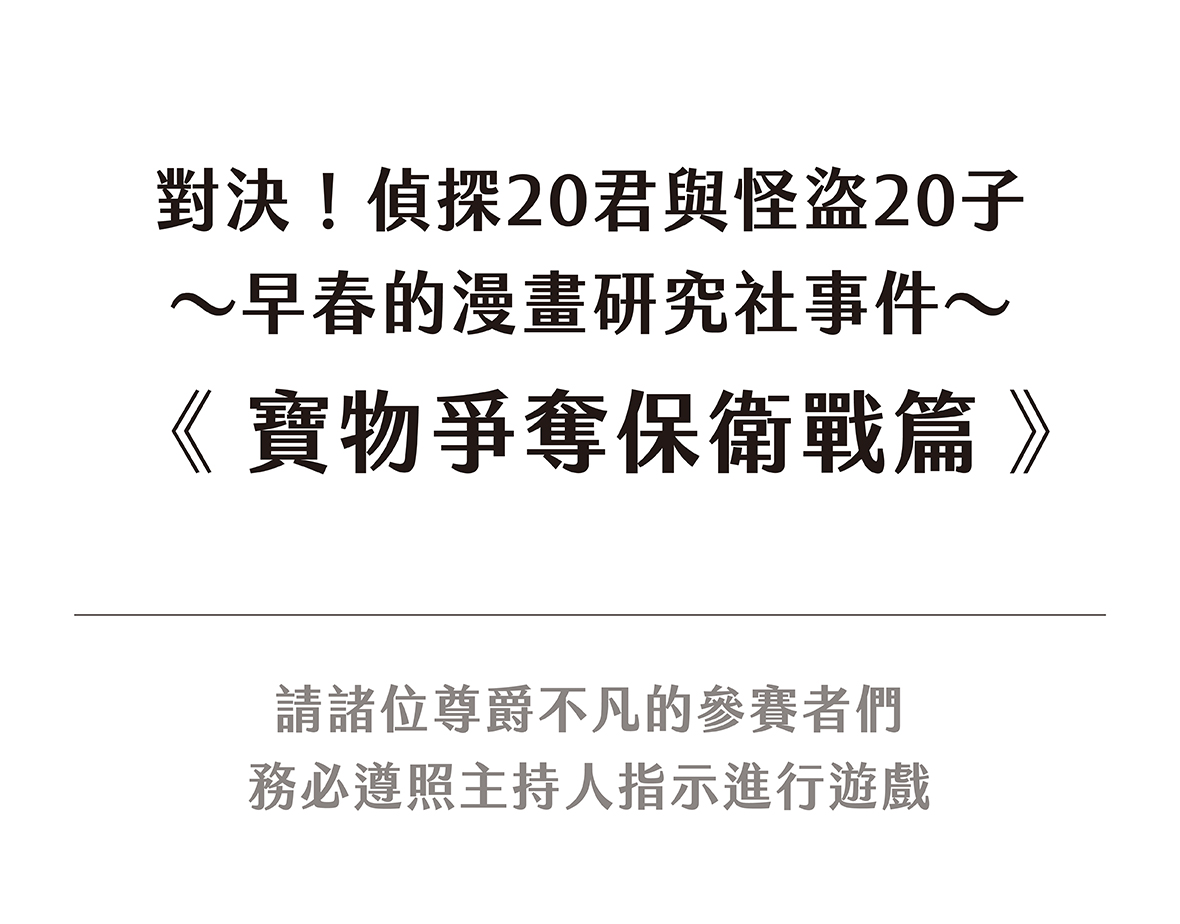 對決！偵探20君與怪盜20子
～早春的漫畫研究社事件～
《 寶物爭奪保衛戰篇 》
請諸位尊爵不凡的參賽者們
務必遵照主持人指示進行遊戲